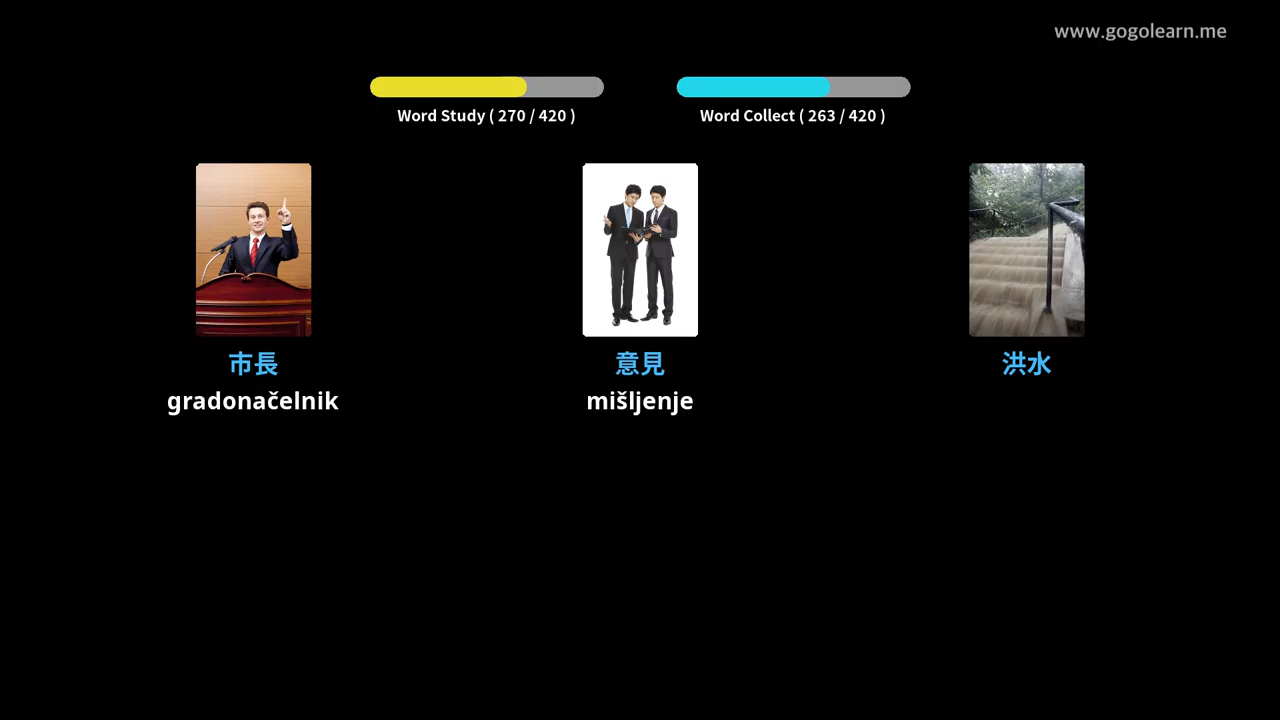 www.gogolearn.me
Word Study ( 270 / 420 )
Word Collect ( 263 / 420 )
市長
意見
洪水
gradonačelnik
mišljenje